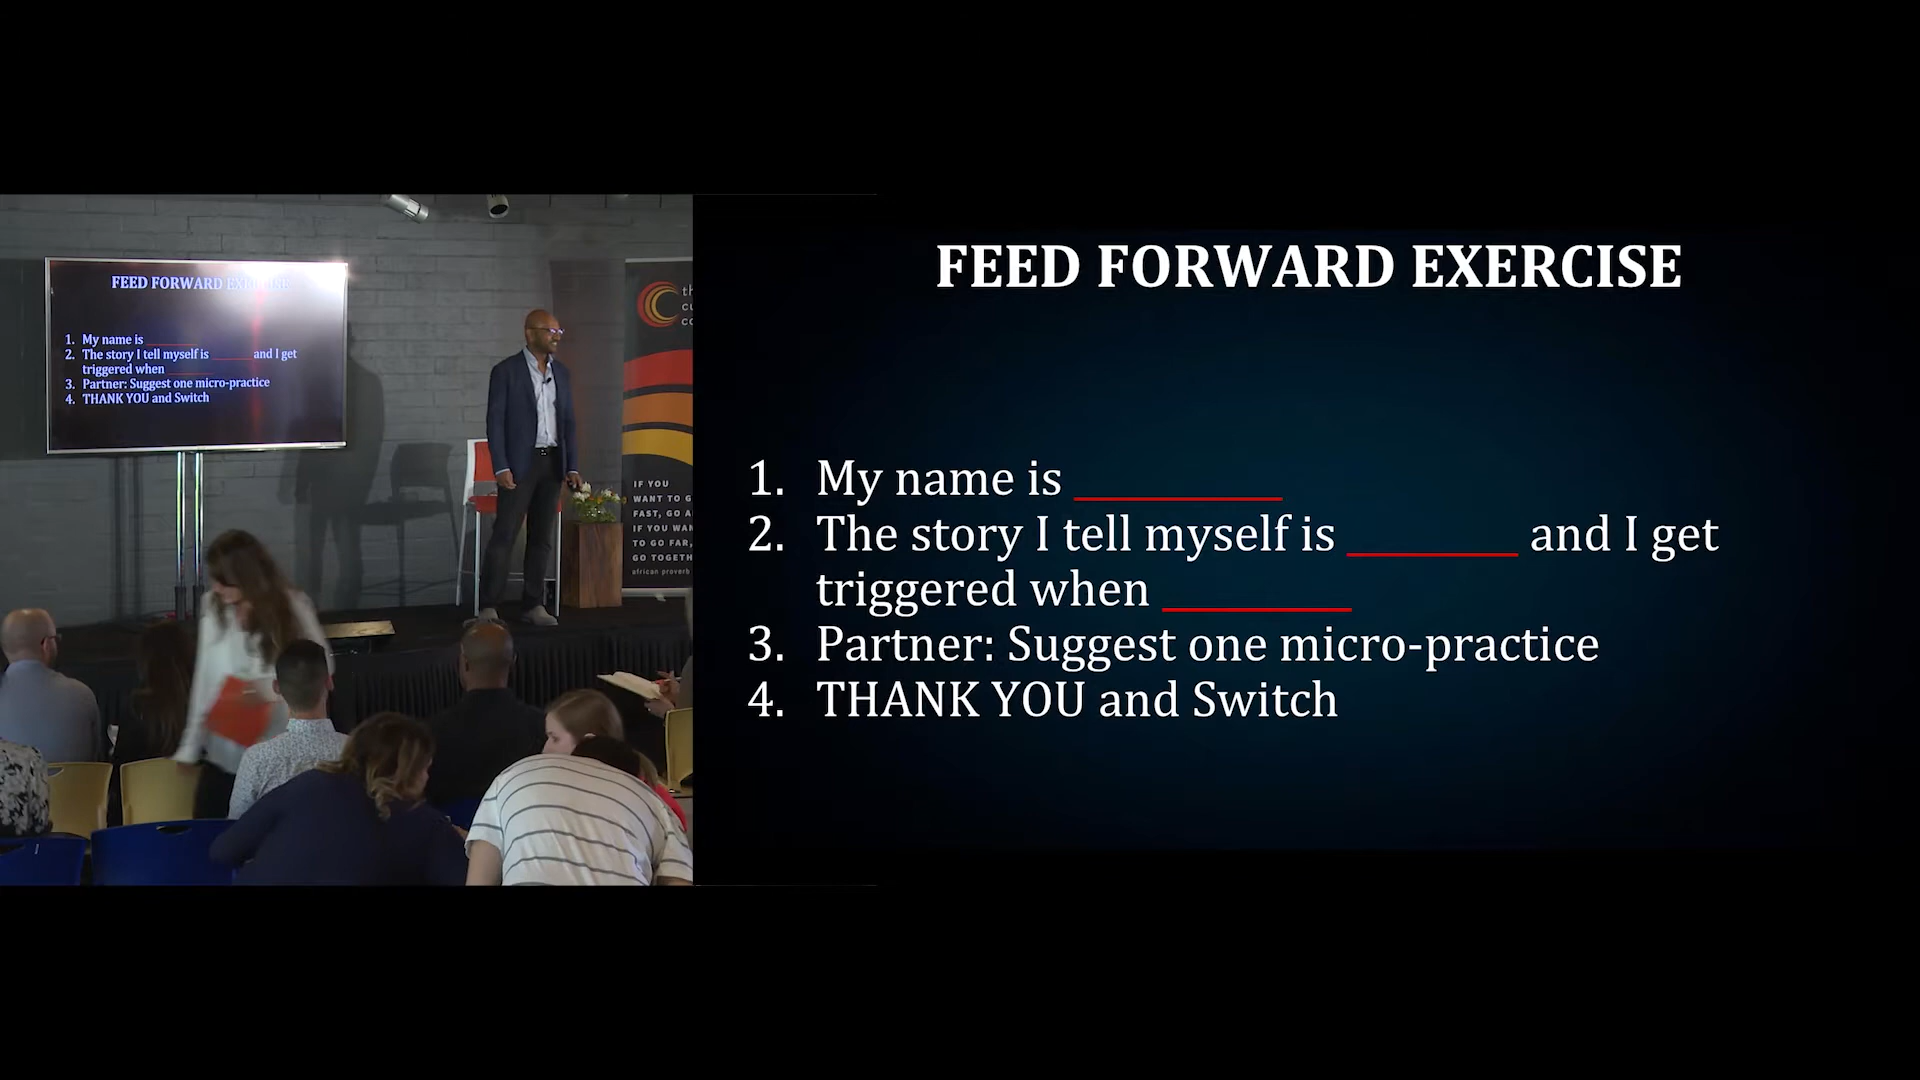 FEED FORWARD EXERCISE
1. My name is
2. The story I tell myself is and I get
triggered when
3. Partner: Suggest one micro-practice
4. THANK YOU and Switch
IF YOU
WANT TO G
FAST, GO A
IF YOU WAN
TO GO FAR,
GO TOGETH
african proverb
FEED FORWARD EXERCISE
1. My name is __________
2. The story I tell myself is ________ and I get
triggered when _________
3. Partner: Suggest one micro-practice
4. THANK YOU and Switch